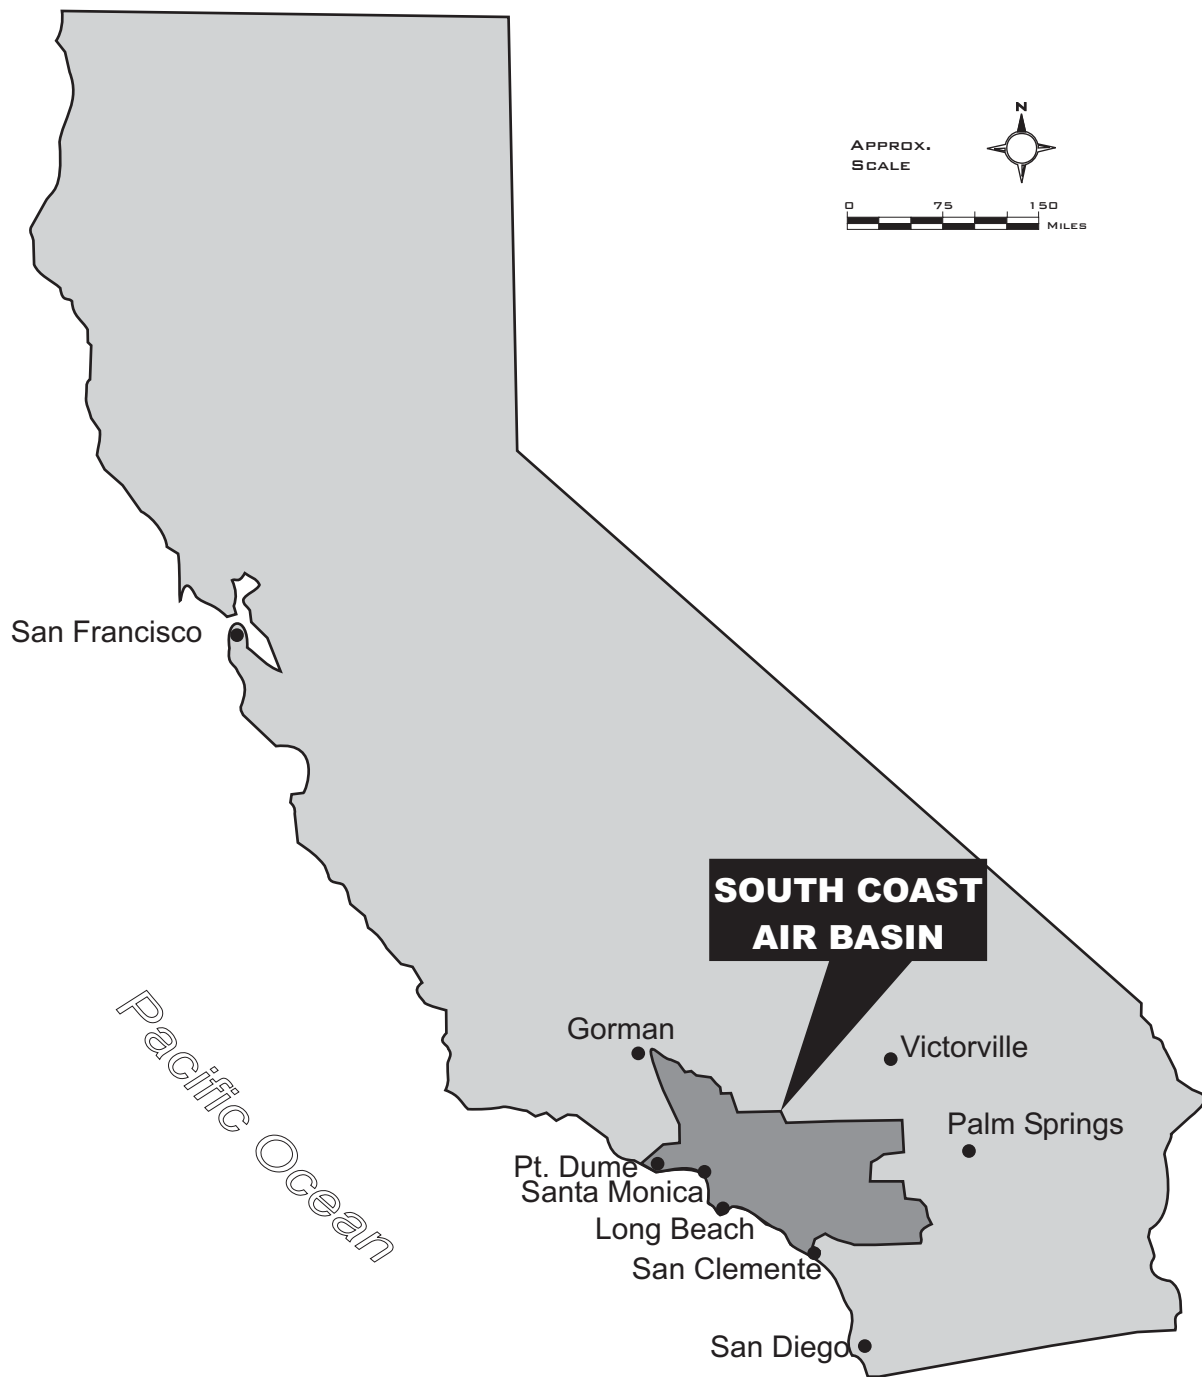 N
APPROX.
SCALE
0 75 150
MILES
San Francisco
SOUTH COAST
AIR BASIN
Pacific Ocean
Gorman
Victorville
Palm Springs
Pt. Dume
Santa Monica
Long Beach
San Clemente
San Diego